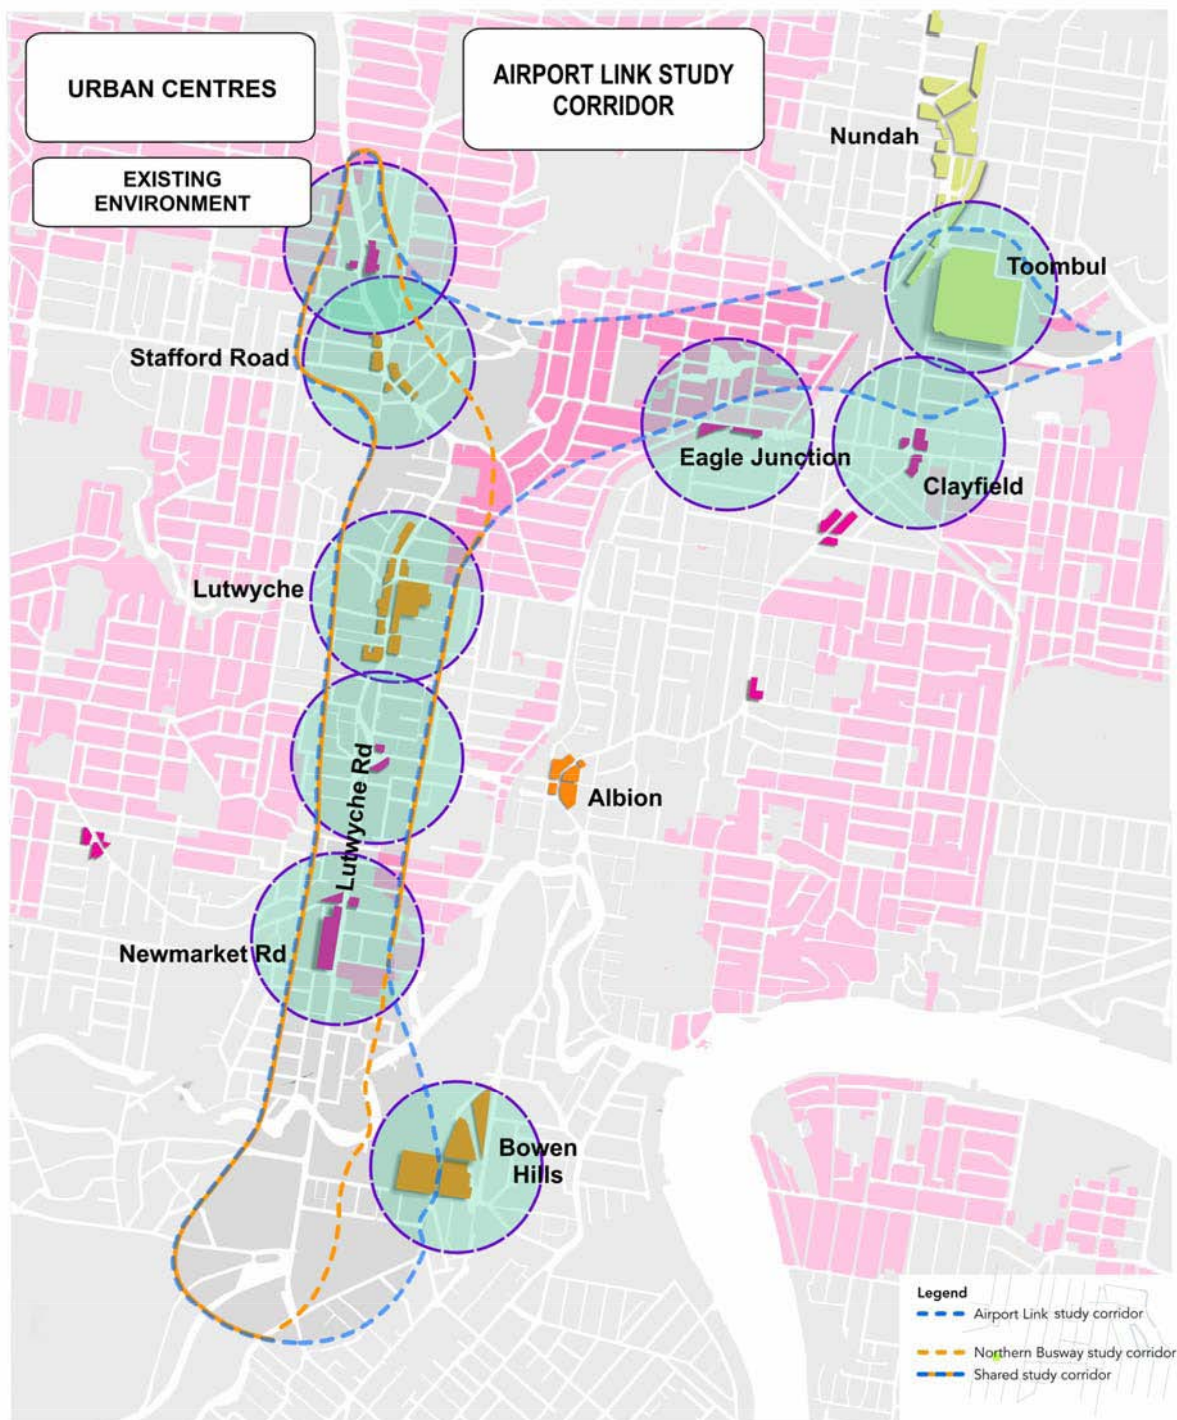 URBAN CENTRES
AIRPORT LINK STUDY
CORRIDOR
EXISTING
ENVIRONMENT
Nundah
Toombul
Stafford Road
Eagle Junction
Clayfield
Lutwyche
Lutwyche Rd
Albion
Newmarket Rd
Bowen
Hills
Legend
Airport Link study corridor
Northern Busway study corridor
Shared study corridor